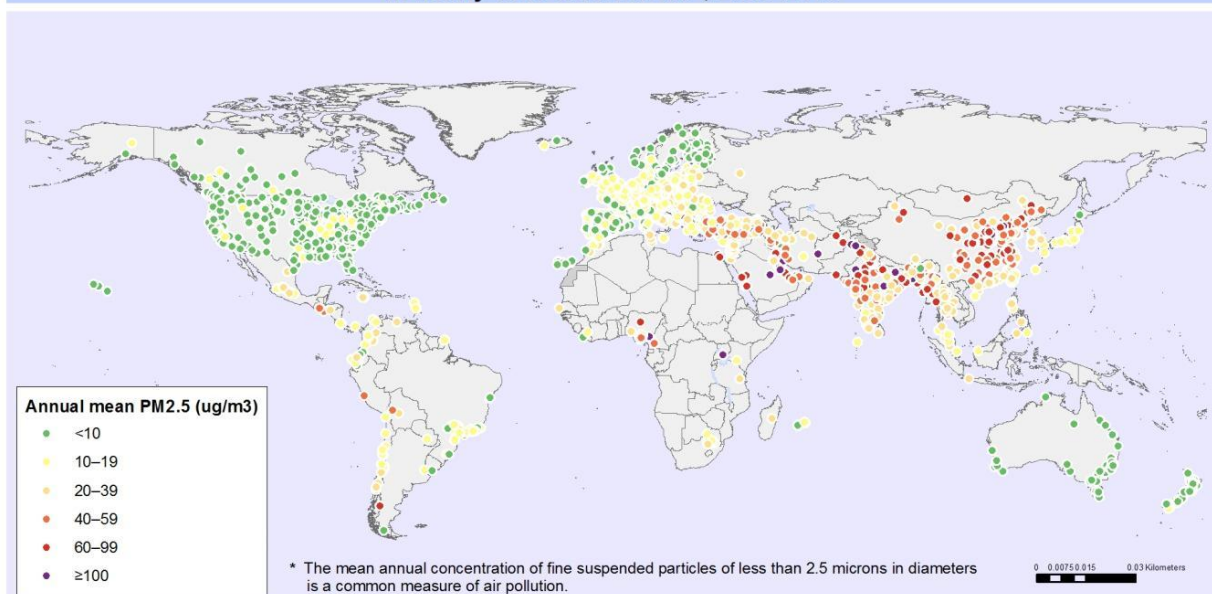 Annual mean PM2.5 (ug/m3)
<10
10–19
20–39
40–59
60–99
≥100
* The mean annual concentration of fine suspended particles of less than 2.5 microns in diameters
is a common measure of air pollution.
0 0.0075 0.015 0.03 Kilometers